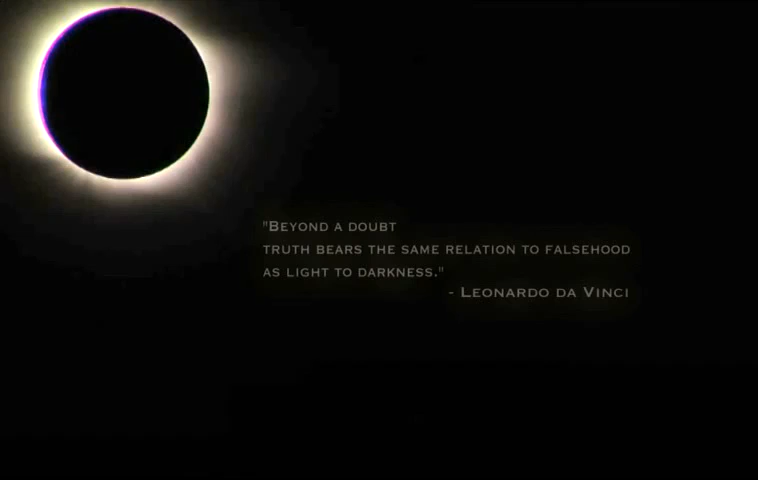 "Beyond a doubt
truth bears the same relation to falsehood
as light to darkness."
- Leonardo da Vinci